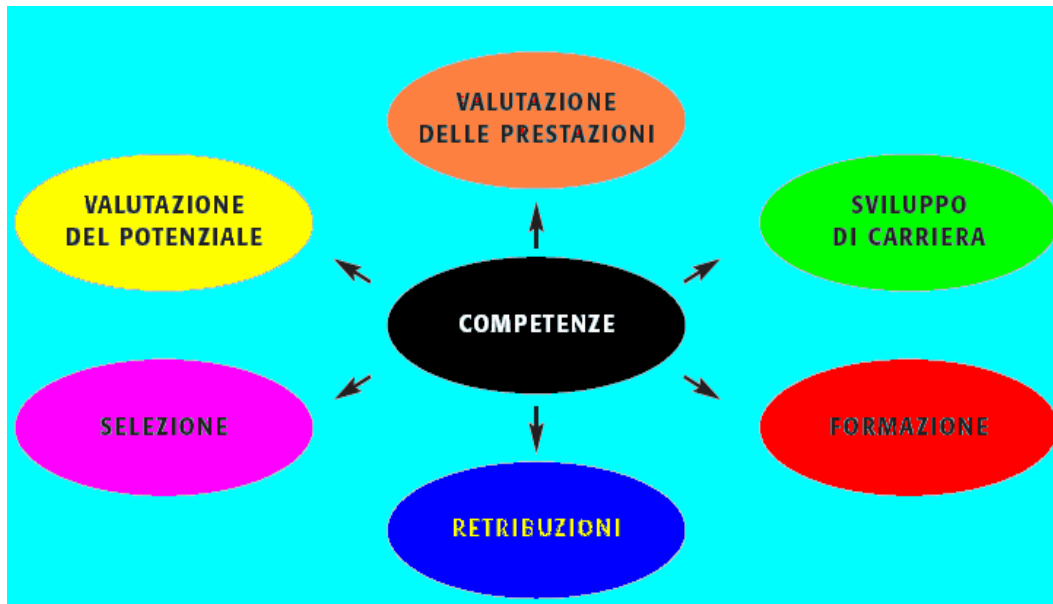 VALUTAZIONE
DELLE PRESTAZIONI
VALUTAZIONE
DEL POTENZIALE
SVILUPPO
DI CARRIERA
COMPETENZE
SELEZIONE
FORMAZIONE
RETRIBUZIONI